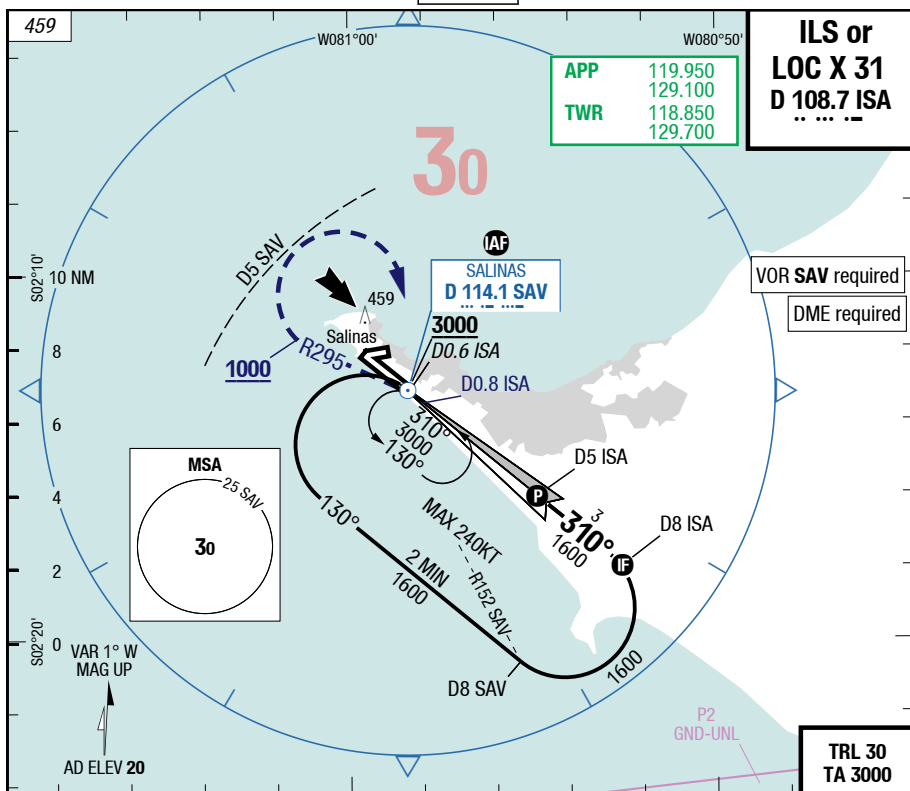 459
W081°00'
W080°50'
ILS or
LOC X 31
D 108.7 ISA
APP 119.950
129.100
TWR 118.850
129.700
30
D5 SAV
IAF
S02°10'
10 NM
SALINAS
D 114.1 SAV
VOR SAV required
DME required
459
3000
Salinas
D0.6 ISA
8
1000
R295
D0.8 ISA
6
310°
3000
130°
MSA
25 SAV
30
D5 ISA
4
P
3
310°
1600
D8 ISA
IF
130°
MAX 240KT
2 MIN
1600
R152 SAV
2
S02°20'
0
VAR 1° W
MAG UP
D8 SAV
1600
P2
GND-UNL
AD ELEV 20
TRL 30
TA 3000